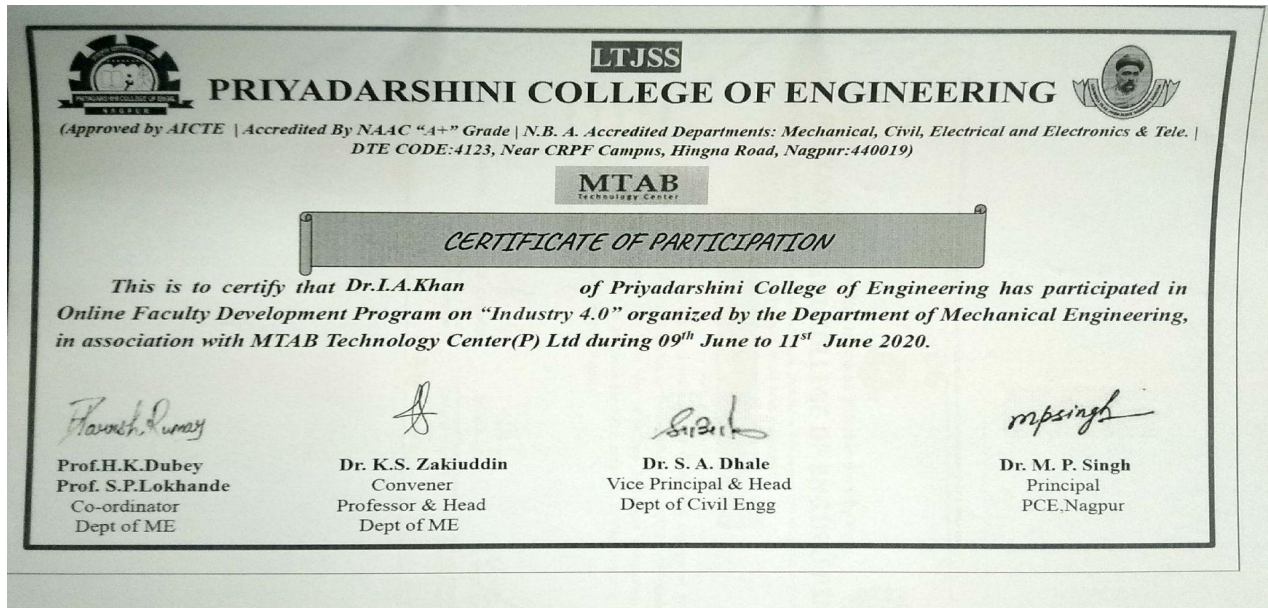 LTJSS
PRIYADARSHINI COLLEGE OF ENGINEERING
NAGPUR
(Approved by AICTE | Accredited By NAAC “A+” Grade | N.B. A. Accredited Departments: Mechanical, Civil, Electrical and Electronics & Tele. |
DTE CODE:4123, Near CRPF Campus, Hingna Road, Nagpur:440019)
MTAB
Technology Center
CERTIFICATE OF PARTICIPATION
This is to certify that Dr.I.A.Khan of Priyadarshini College of Engineering has participated in
Online Faculty Development Program on “Industry 4.0” organized by the Department of Mechanical Engineering,
in association with MTAB Technology Center(P) Ltd during 09th June to 11st June 2020.
mpsingh
Prof.H.K.Dubey
Prof. S.P.Lokhande
Co-ordinator
Dept of ME
Dr. K.S. Zakiuddin
Convener
Professor & Head
Dept of ME
Dr. S. A. Dhale
Vice Principal & Head
Dept of Civil Engg
Dr. M. P. Singh
Principal
PCE,Nagpur